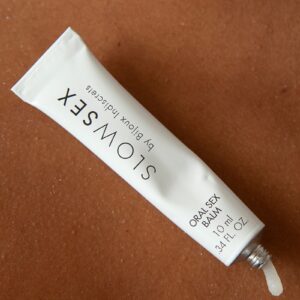 SLOWSEX
by Bijoux Indiscrets
ORAL SEX
BALM
10 ml
.34 FL. OZ